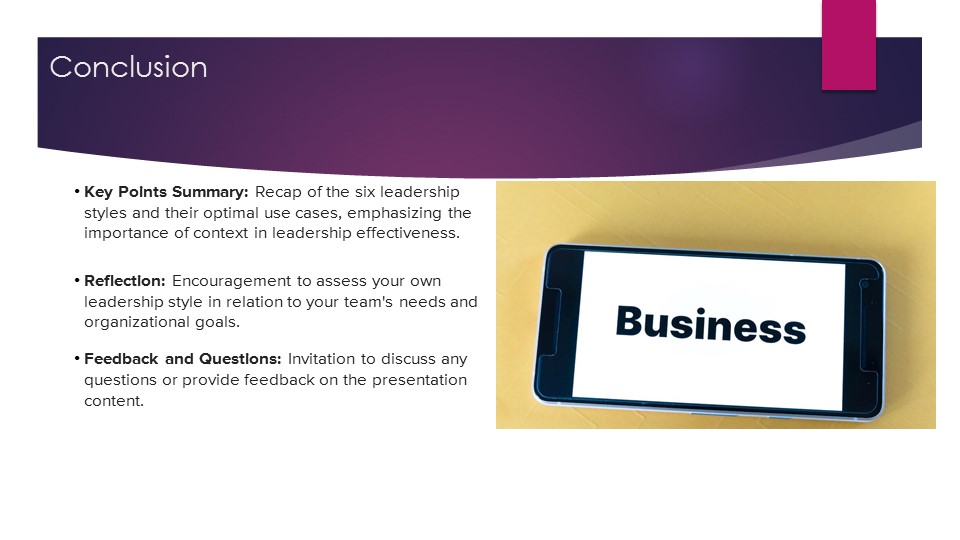 Conclusion
• Key Points Summary: Recap of the six leadership
styles and their optimal use cases, emphasizing the
importance of context in leadership effectiveness.
• Reflection: Encouragement to assess your own
leadership style in relation to your team's needs and
organizational goals.
• Feedback and Questions: Invitation to discuss any
questions or provide feedback on the presentation
content.
Business